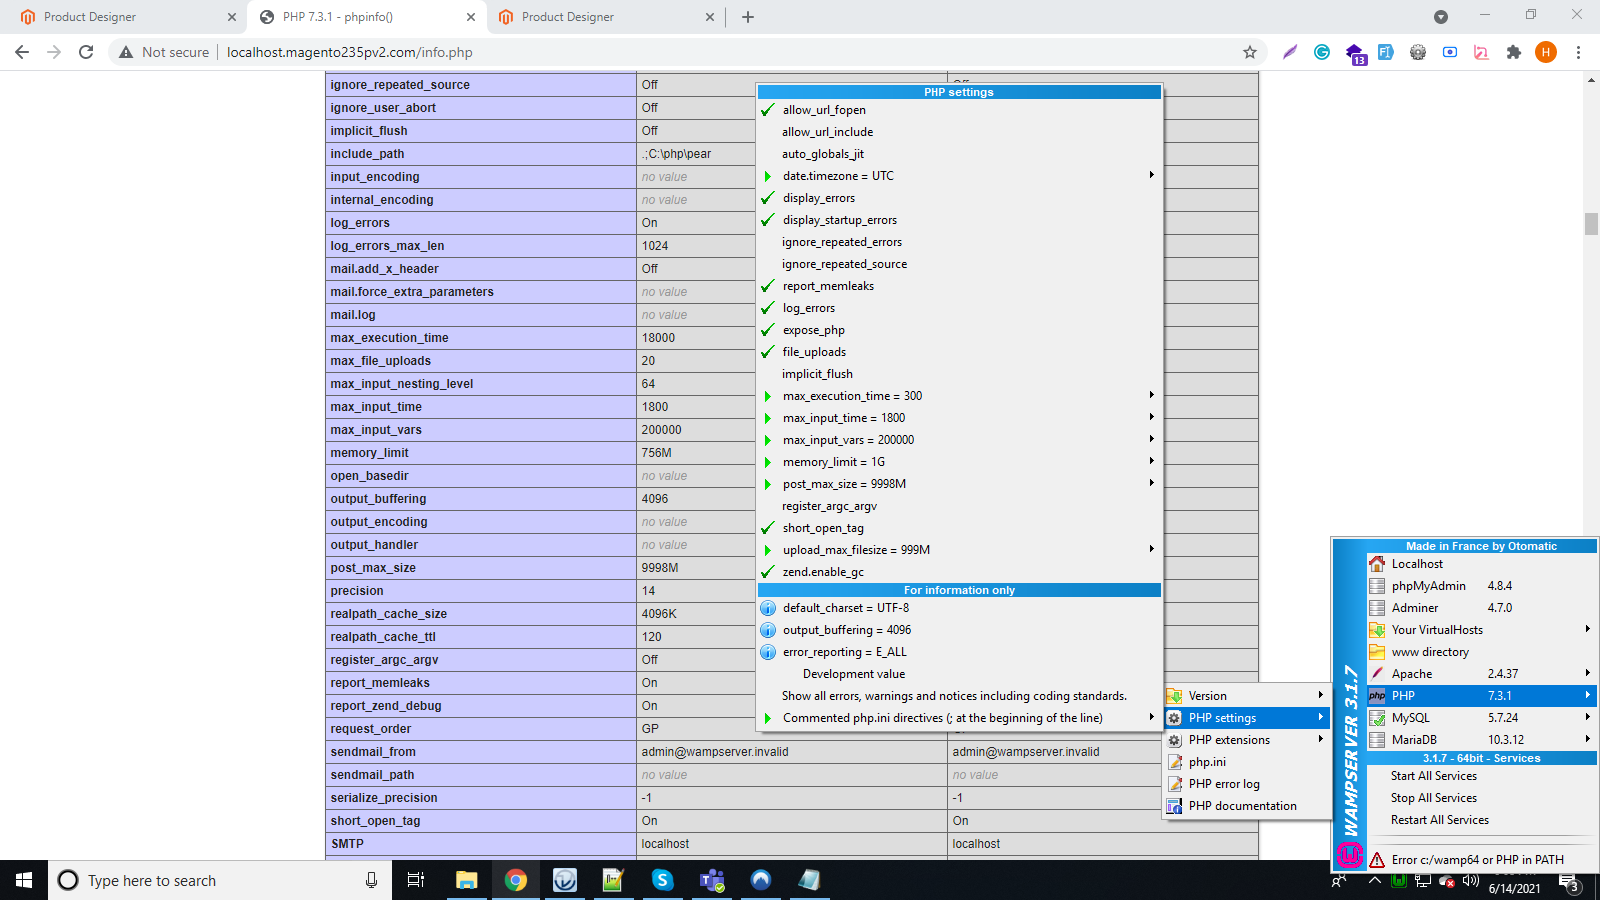 Product Designer
PHP 7.3.1 - phpinfo()
Product Designer
Not secure
localhost.magento235pv2.com/info.php
13
H
ignore_repeated_source Off
ignore_user_abort Off
implicit_flush Off
include_path .;C:\php\pear
input_encoding no value
internal_encoding no value
log_errors On
log_errors_max_len 1024
mail.add_x_header Off
mail.force_extra_parameters no value
mail.log no value
max_execution_time 18000
max_file_uploads 20
max_input_nesting_level 64
max_input_time 1800
max_input_vars 200000
memory_limit 756M
open_basedir no value
output_buffering 4096
output_encoding no value
output_handler no value
post_max_size 9998M
precision 14
realpath_cache_size 4096K
realpath_cache_ttl 120
register_argc_argv Off
report_memleaks On
report_zend_debug On
request_order GP
sendmail_from admin@wampserver.invalid admin@wampserver.invalid
sendmail_path no value no value
serialize_precision -1 -1
short_open_tag On On
SMTP localhost localhost
PHP settings
allow_url_fopen
allow_url_include
auto_globals_jit
date.timezone = UTC
display_errors
display_startup_errors
ignore_repeated_errors
ignore_repeated_source
report_memleaks
log_errors
expose_php
file_uploads
implicit_flush
max_execution_time = 300
max_input_time = 1800
max_input_vars = 200000
memory_limit = 1G
post_max_size = 9998M
register_argc_argv
short_open_tag
upload_max_filesize = 999M
zend.enable_gc
For information only
default_charset = UTF-8
output_buffering = 4096
error_reporting = E_ALL
Development value
Show all errors, warnings and notices including coding standards.
Commented php.ini directives (; at the beginning of the line)
Version
PHP settings
PHP extensions
php.ini
PHP error log
PHP documentation
WAMPSERVER 3.1.7
Made in France by Otomatic
Localhost
phpMyAdmin 4.8.4
Adminer 4.7.0
Your VirtualHosts
www directory
Apache 2.4.37
php PHP 7.3.1
MySQL 5.7.24
MariaDB 10.3.12
3.1.7 - 64bit - Services
Start All Services
Stop All Services
Restart All Services
Error c:/wamp64 or PHP in PATH
Type here to search
6/14/2021
3